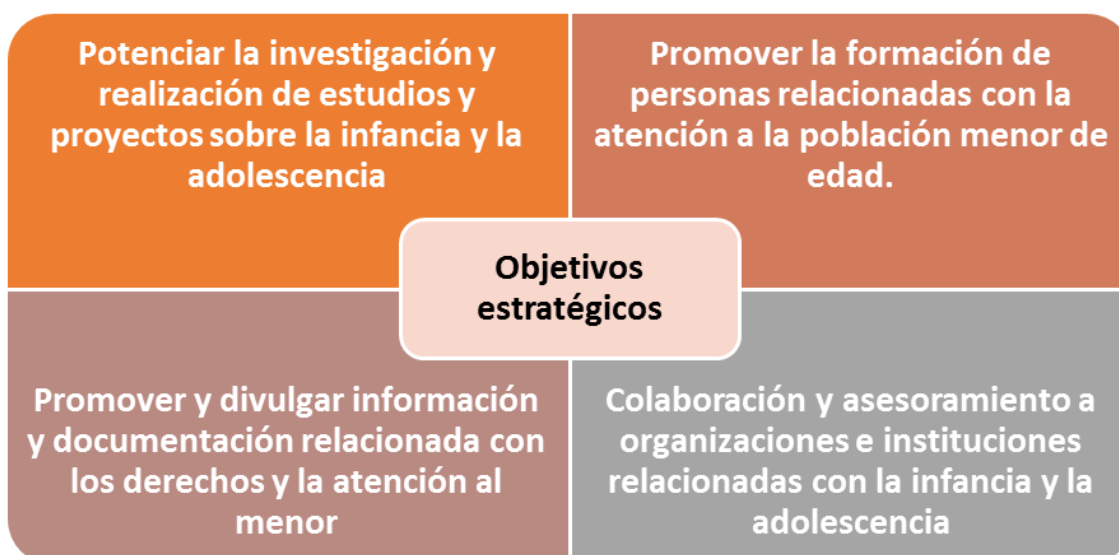 Potenciar la investigación y
realización de estudios y
proyectos sobre la infancia y la
adolescencia
Promover la formación de
personas relacionadas con la
atención a la población menor de
edad.
Objetivos
estratégicos
Promover y divulgar información
y documentación relacionada con
los derechos y la atención al
menor
Colaboración y asesoramiento a
organizaciones e instituciones
relacionadas con la infancia y la
adolescencia